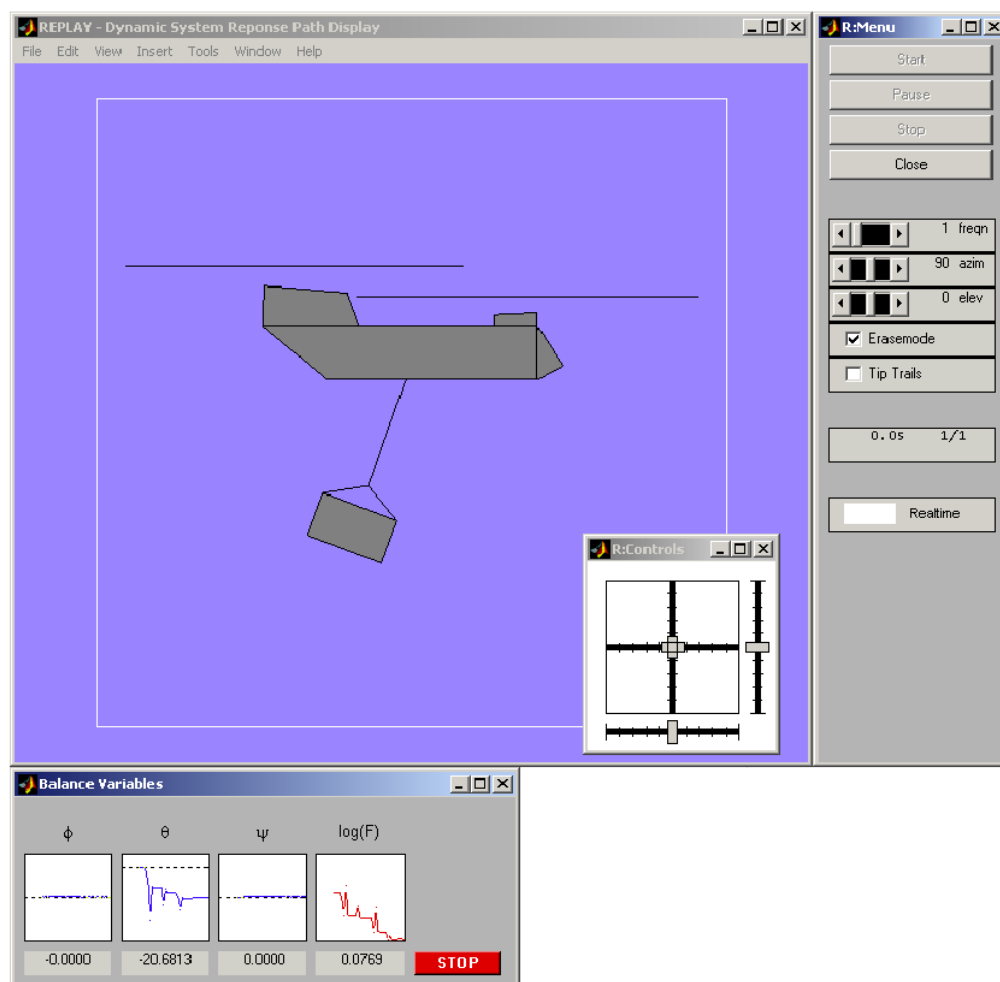 REPLAY - Dynamic System Reponse Path Display
File Edit View Insert Tools Window Help
R:Menu
Start
Pause
Stop
Close
1 freqn
90 azim
0 elev
Erasemode
Tip Trails
0.0s 1/1
Realtime
R:Controls
Balance Variables
ϕ θ ψ log(F)
-0.0000 -20.6813 0.0000 0.0769 STOP